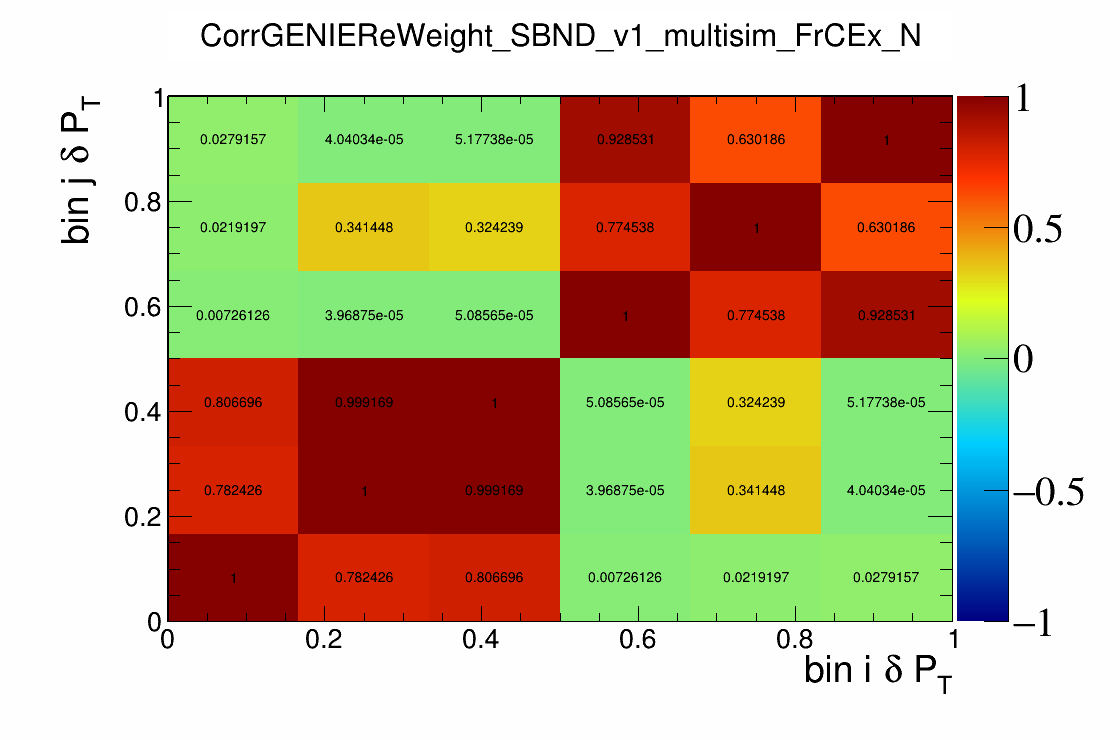 CorrGENIEReWeight_SBND_v1_multisim_FrCEx_N
bin j δ P_T
1
0.8
0.6
0.4
0.2
0
0.0279157 4.04034e-05 5.17738e-05 0.928531 0.630186 1
0.0219197 0.341448 0.324239 0.774538 1 0.630186
0.00726126 3.96875e-05 5.08565e-05 1 0.774538 0.928531
0.806696 0.999169 1 5.08565e-05 0.324239 5.17738e-05
0.782426 1 0.999169 3.96875e-05 0.341448 4.04034e-05
1 0.782426 0.806696 0.00726126 0.0219197 0.0279157
0 0.2 0.4 0.6 0.8 1
bin i δ P_T
1
0.5
0
−0.5
−1